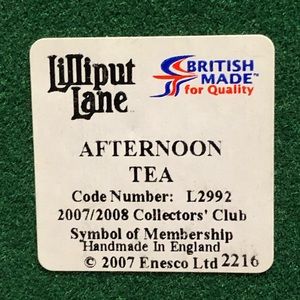 Lilliput
Lane
BRITISH
MADE™
for Quality
AFTERNOON
TEA
Code Number: L2992
2007/2008 Collectors' Club
Symbol of Membership
Handmade In England
© 2007 Enesco Ltd 2216